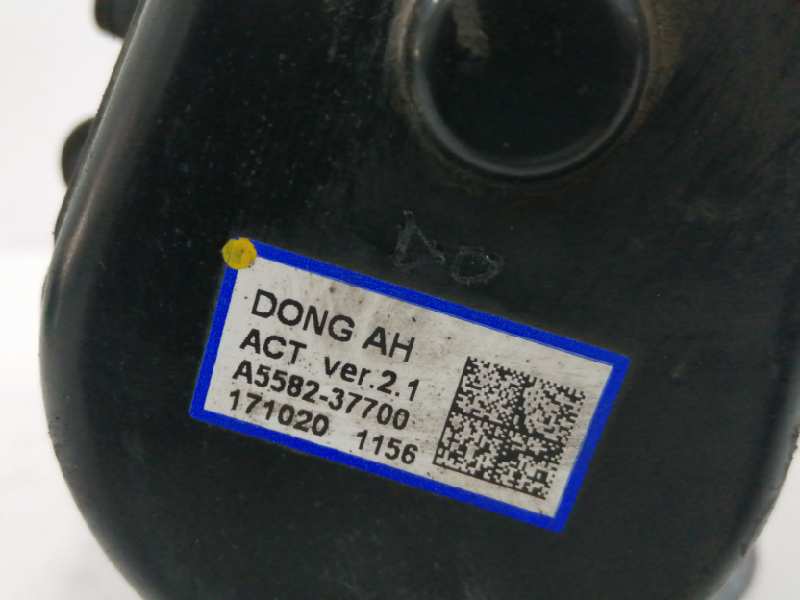 DONG AH
ACT ver.2.1
A5582-37700
171020 1156